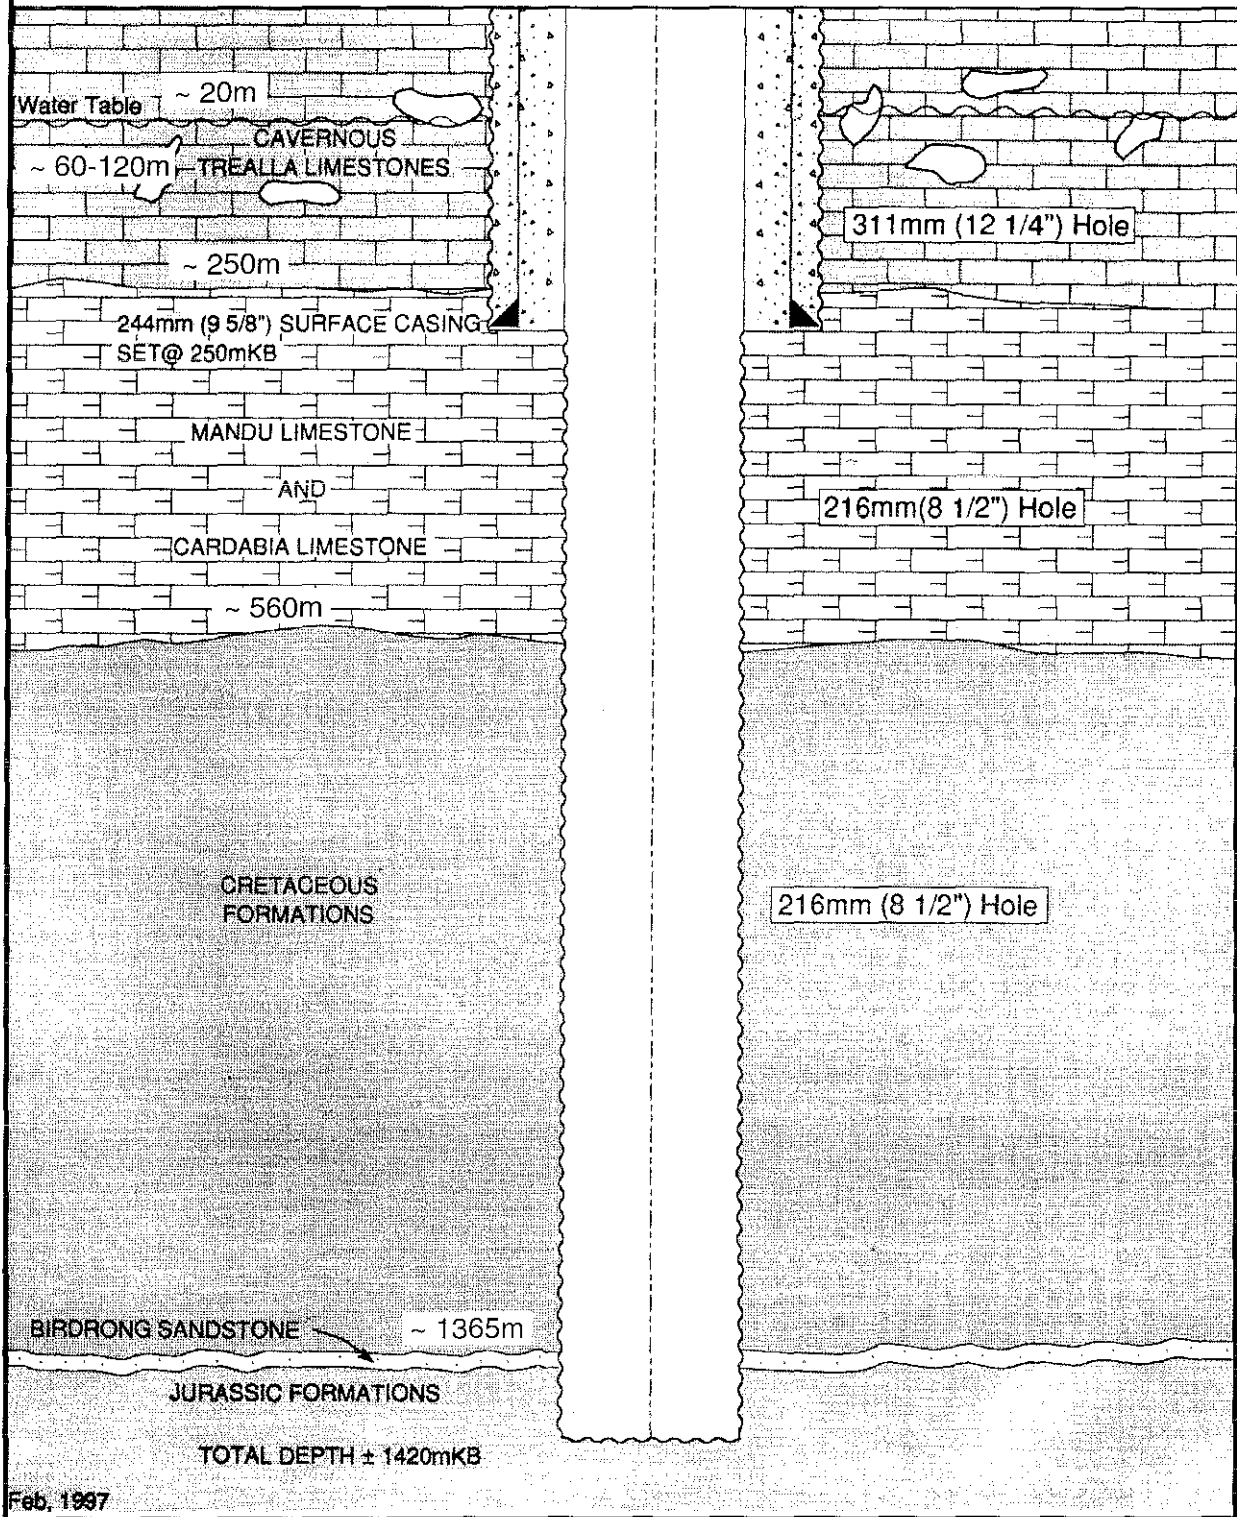 ~ 20m
Water Table
CAVERNOUS
~ 60-120m
TREALLA LIMESTONES
311mm (12 1/4") Hole
~ 250m
244mm (9 5/8") SURFACE CASING
SET@ 250mKB
MANDU LIMESTONE
AND
216mm(8 1/2") Hole
CARDABIA LIMESTONE
~ 560m
CRETACEOUS
FORMATIONS
216mm (8 1/2") Hole
BIRDRONG SANDSTONE
~ 1365m
JURASSIC FORMATIONS
TOTAL DEPTH ± 1420mKB
Feb, 1997